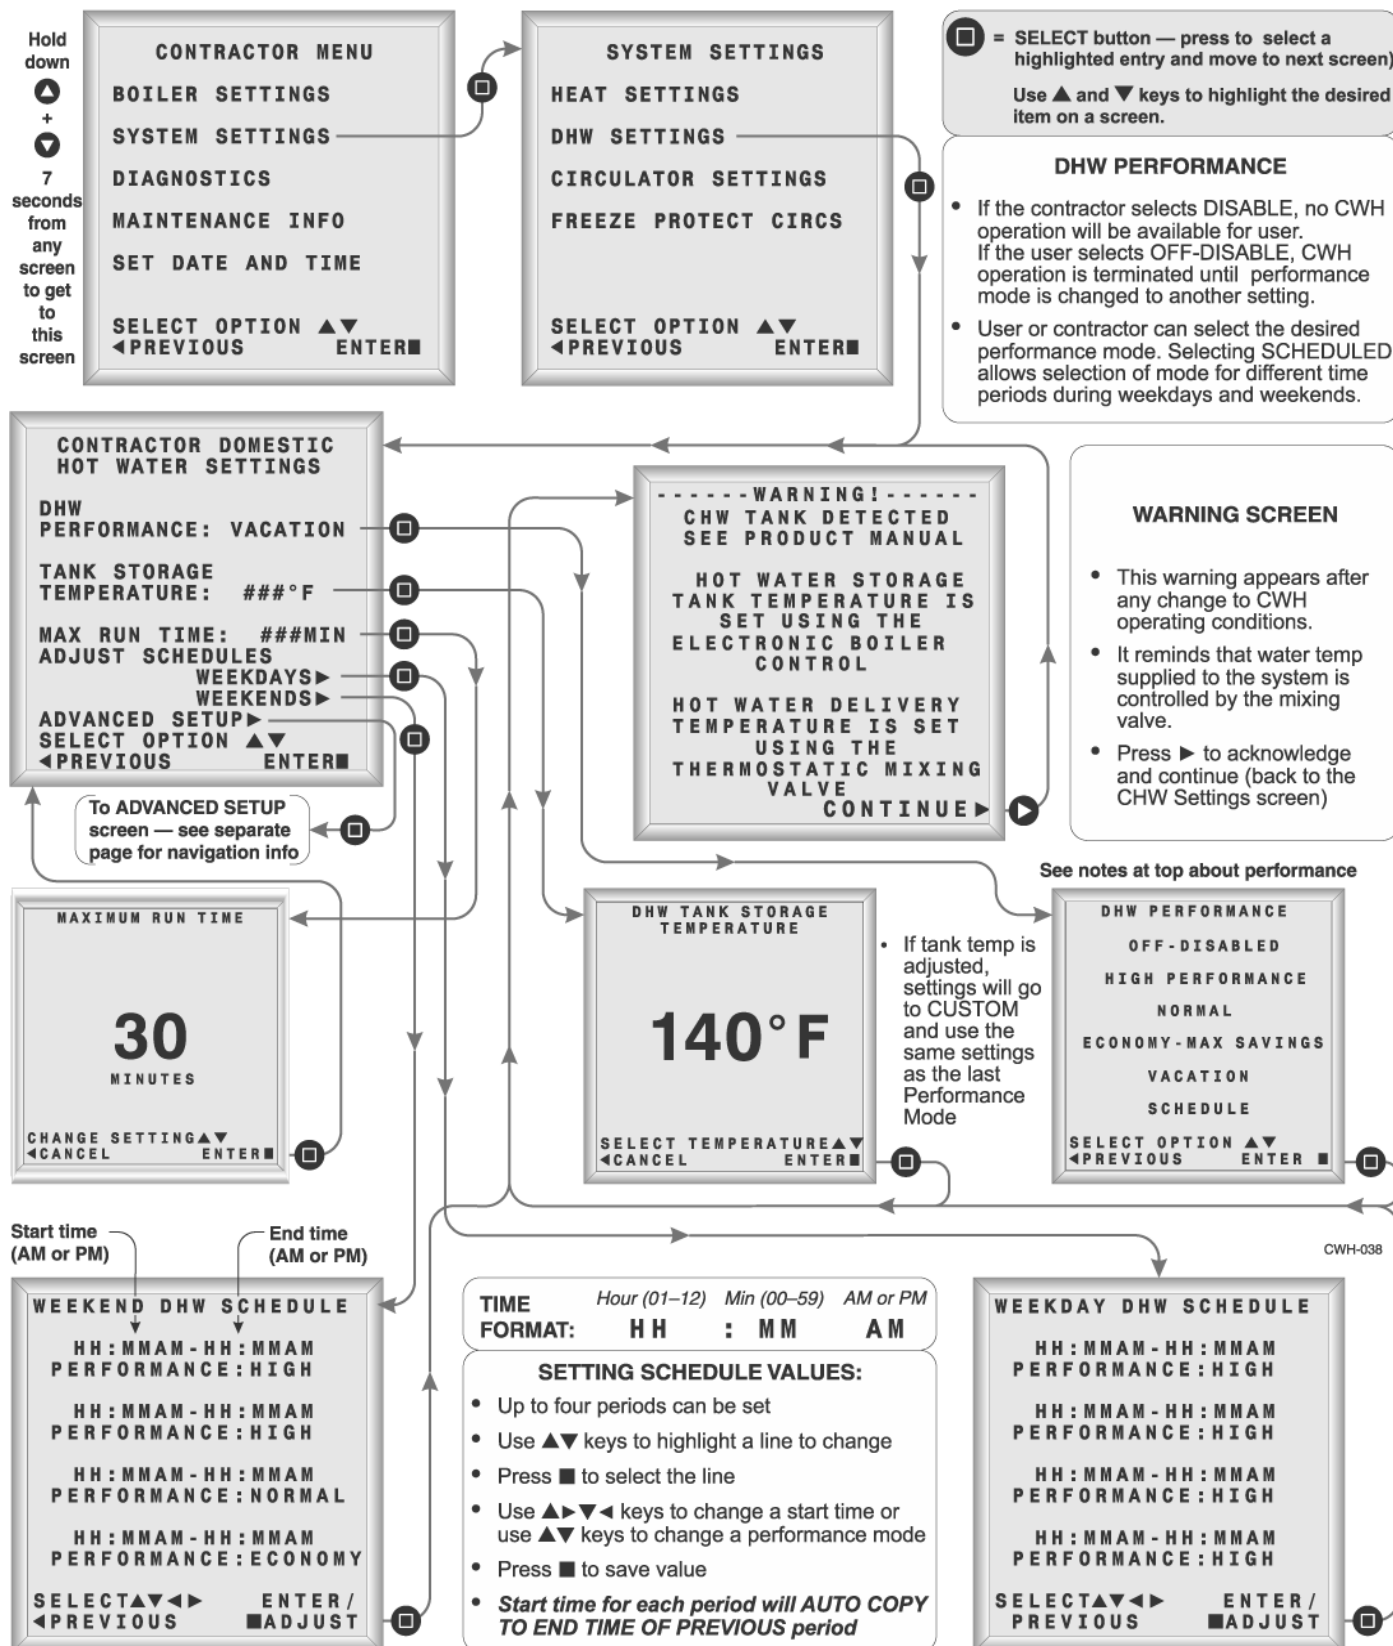 Hold
down
▲
+
▼
7
seconds
from
any
screen
to get
to
this
screen
CONTRACTOR MENU
BOILER SETTINGS
SYSTEM SETTINGS
DIAGNOSTICS
MAINTENANCE INFO
SET DATE AND TIME
SELECT OPTION ▲▼
◀PREVIOUS ENTER■
SYSTEM SETTINGS
HEAT SETTINGS
DHW SETTINGS
CIRCULATOR SETTINGS
FREEZE PROTECT CIRCS
SELECT OPTION ▲▼
◀PREVIOUS ENTER■
= SELECT button — press to select a
highlighted entry and move to next screen)
Use ▲ and ▼ keys to highlight the desired
item on a screen.
DHW PERFORMANCE
• If the contractor selects DISABLE, no CWH
operation will be available for user.
If the user selects OFF-DISABLE, CWH
operation is terminated until performance
mode is changed to another setting.
• User or contractor can select the desired
performance mode. Selecting SCHEDULED
allows selection of mode for different time
periods during weekdays and weekends.
CONTRACTOR DOMESTIC
HOT WATER SETTINGS
DHW
PERFORMANCE: VACATION
TANK STORAGE
TEMPERATURE: ###°F
MAX RUN TIME: ###MIN
ADJUST SCHEDULES
WEEKDAYS▶
WEEKENDS▶
ADVANCED SETUP▶
SELECT OPTION ▲▼
◀PREVIOUS ENTER■
To ADVANCED SETUP
screen — see separate
page for navigation info
------WARNING!------
CHW TANK DETECTED
SEE PRODUCT MANUAL
HOT WATER STORAGE
TANK TEMPERATURE IS
SET USING THE
ELECTRONIC BOILER
CONTROL
HOT WATER DELIVERY
TEMPERATURE IS SET
USING THE
THERMOSTATIC MIXING
VALVE
CONTINUE▶
WARNING SCREEN
• This warning appears after
any change to CWH
operating conditions.
• It reminds that water temp
supplied to the system is
controlled by the mixing
valve.
• Press ▶ to acknowledge
and continue (back to the
CHW Settings screen)
MAXIMUM RUN TIME
30
MINUTES
CHANGE SETTING▲▼
◀CANCEL ENTER■
DHW TANK STORAGE
TEMPERATURE
140°F
SELECT TEMPERATURE▲▼
◀CANCEL ENTER■
• If tank temp is
adjusted,
settings will go
to CUSTOM
and use the
same settings
as the last
Performance
Mode
See notes at top about performance
DHW PERFORMANCE
OFF-DISABLED
HIGH PERFORMANCE
NORMAL
ECONOMY-MAX SAVINGS
VACATION
SCHEDULE
SELECT OPTION ▲▼
◀PREVIOUS ENTER ■
CWH-038
Start time
(AM or PM)
End time
(AM or PM)
WEEKEND DHW SCHEDULE
HH:MMAM-HH:MMAM
PERFORMANCE:HIGH
HH:MMAM-HH:MMAM
PERFORMANCE:HIGH
HH:MMAM-HH:MMAM
PERFORMANCE:NORMAL
HH:MMAM-HH:MMAM
PERFORMANCE:ECONOMY
SELECT▲▼◀▶ ENTER/
◀PREVIOUS ■ADJUST
TIME Hour (01–12) Min (00–59) AM or PM
FORMAT: HH : MM AM
SETTING SCHEDULE VALUES:
• Up to four periods can be set
• Use ▲▼ keys to highlight a line to change
• Press ■ to select the line
• Use ▲▶▼◀ keys to change a start time or
use ▲▼ keys to change a performance mode
• Press ■ to save value
• Start time for each period will AUTO COPY
TO END TIME OF PREVIOUS period
WEEKDAY DHW SCHEDULE
HH:MMAM-HH:MMAM
PERFORMANCE:HIGH
HH:MMAM-HH:MMAM
PERFORMANCE:HIGH
HH:MMAM-HH:MMAM
PERFORMANCE:HIGH
HH:MMAM-HH:MMAM
PERFORMANCE:HIGH
SELECT▲▼◀▶ ENTER/
PREVIOUS ■ADJUST